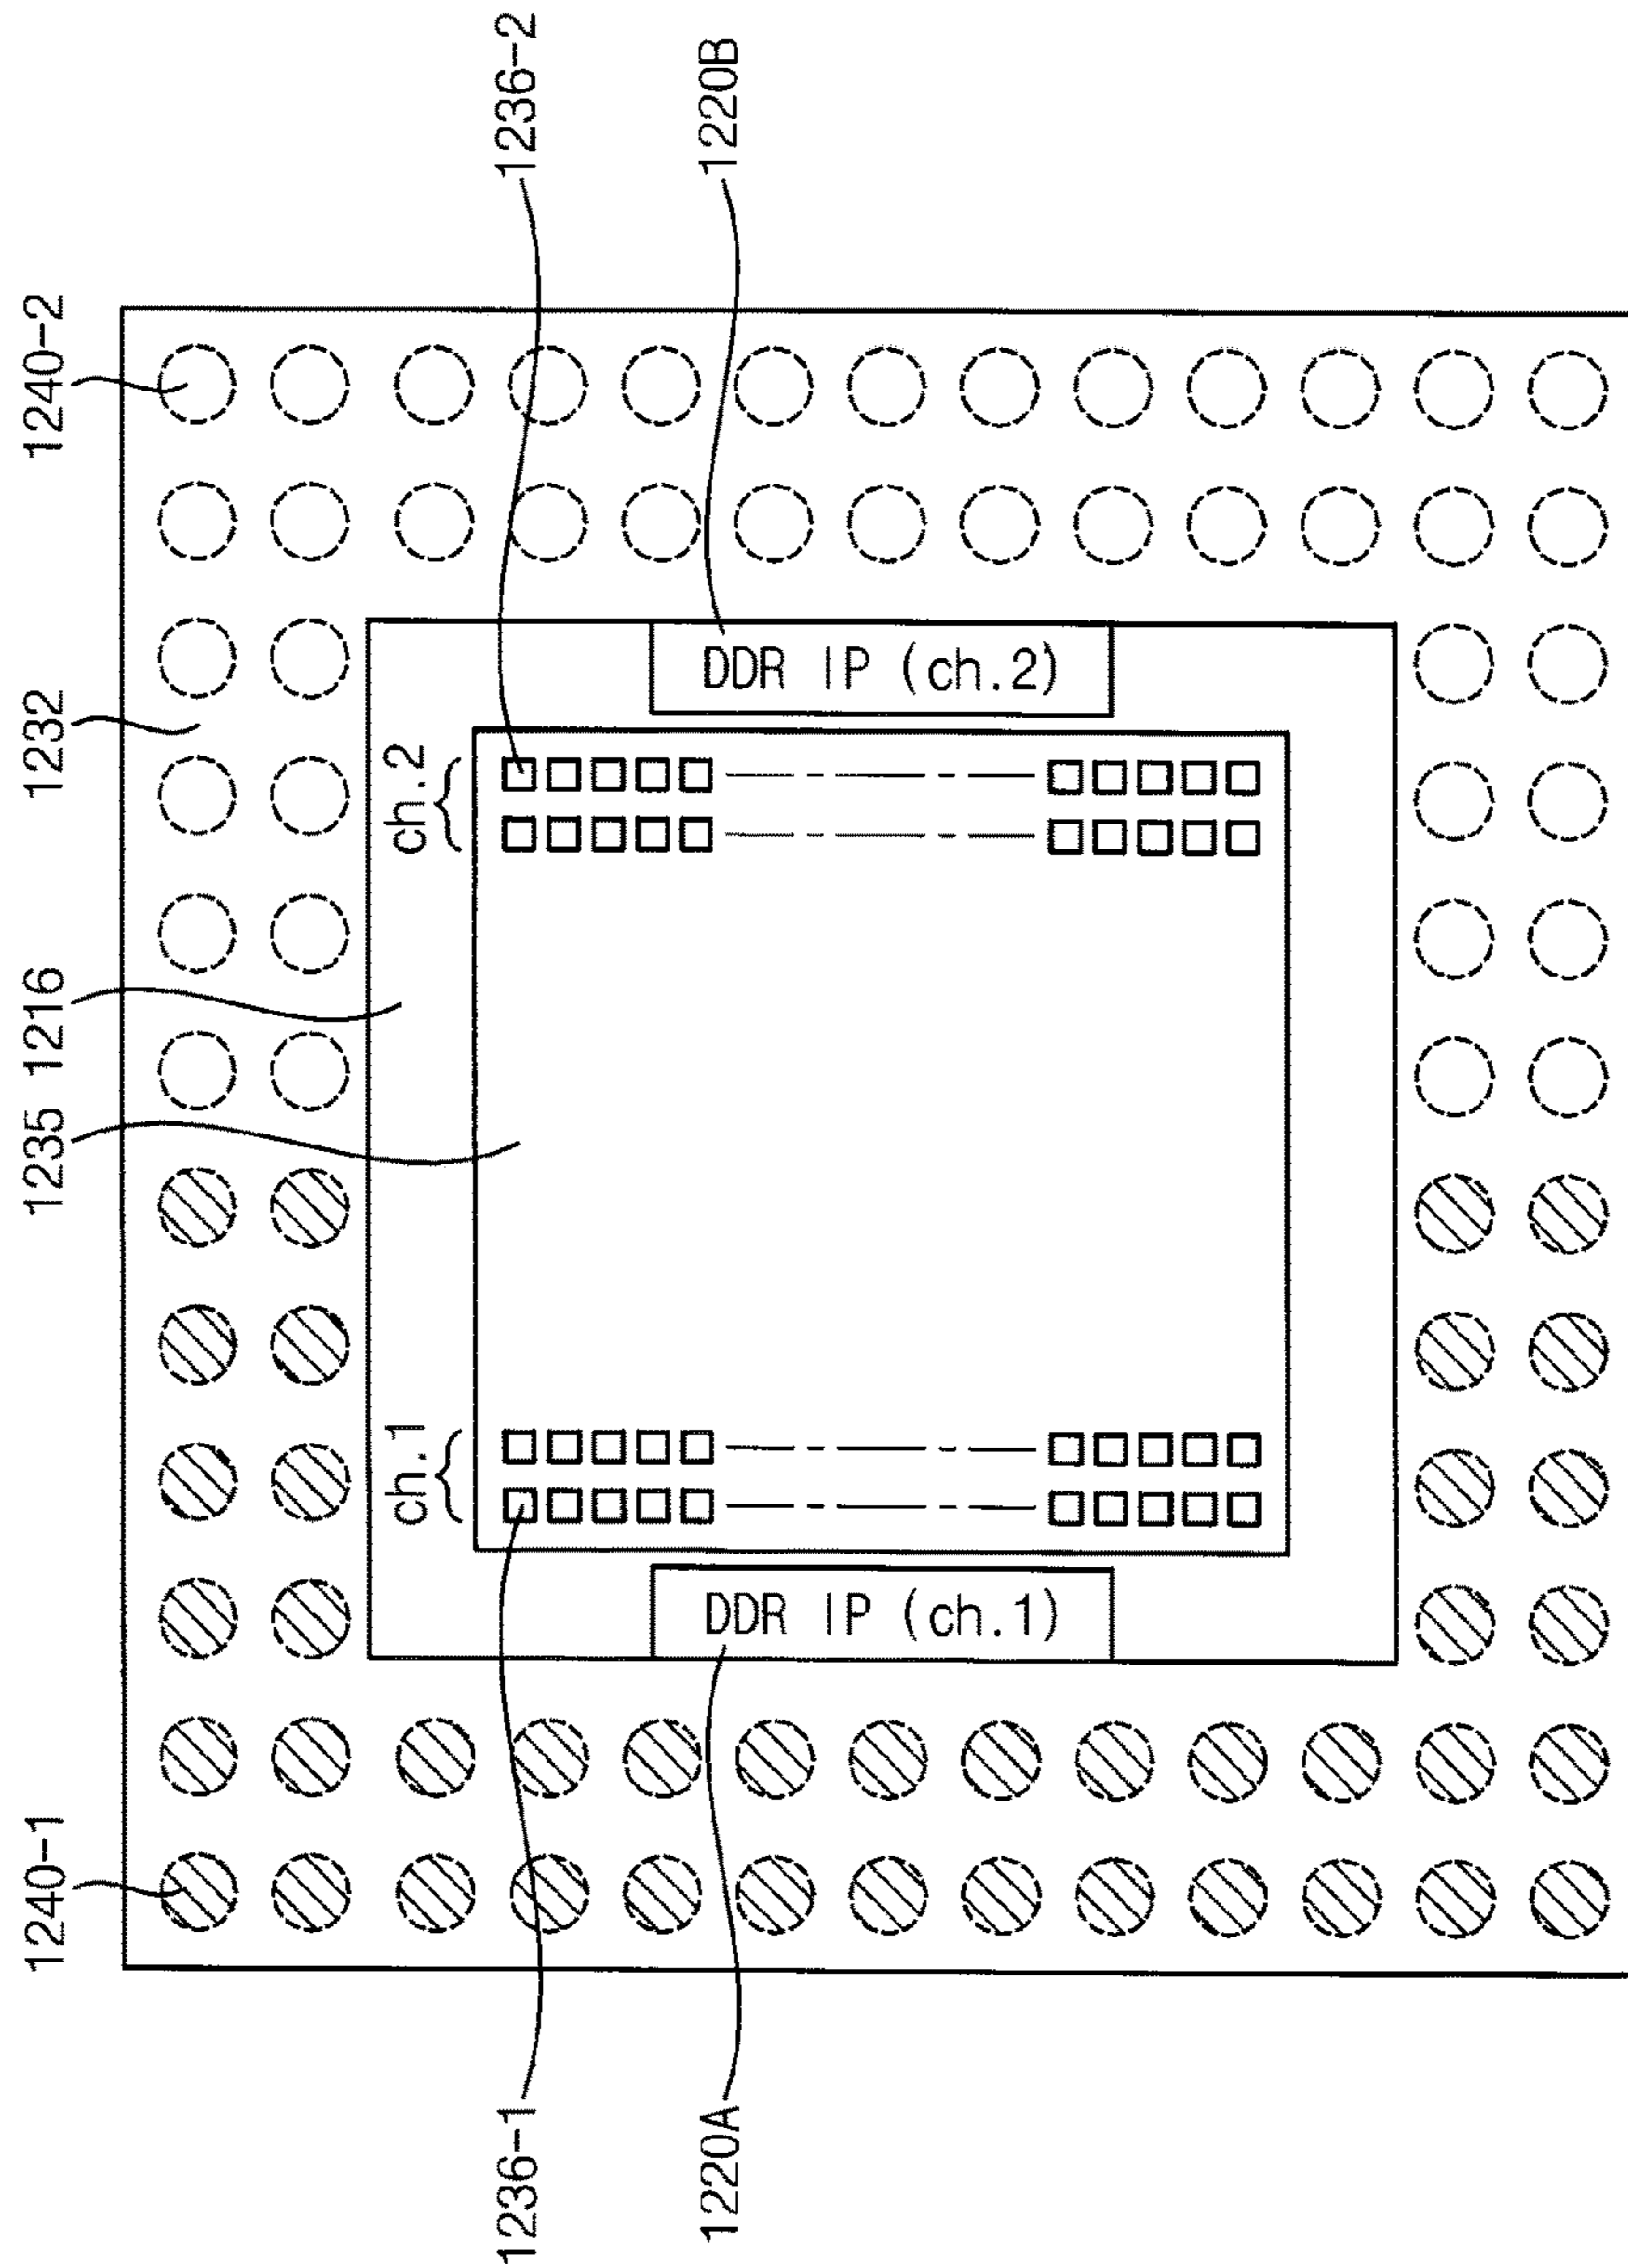 1240-1
1235
1216
1232
1240-2
ch.1
ch.2
1236-1
1236-2
1220A
DDR IP (ch.1)
DDR IP (ch.2)
1220B